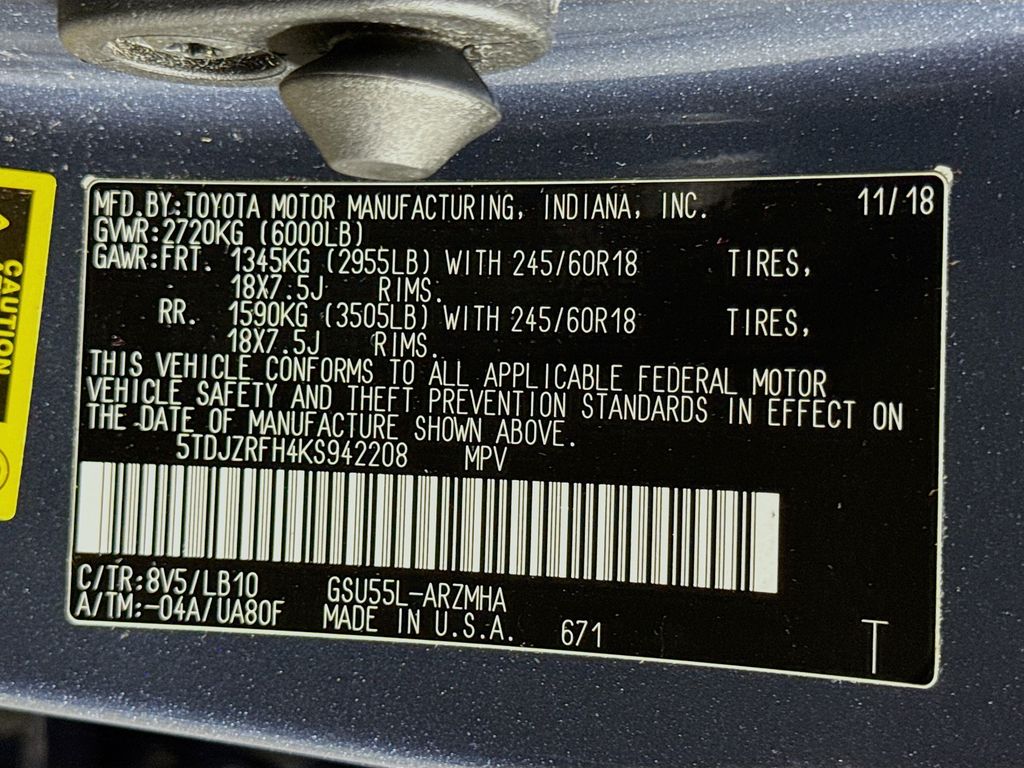 MFD.BY:TOYOTA MOTOR MANUFACTURING, INDIANA, INC. 11/18
GVWR:2720KG (6000LB)
GAWR:FRT. 1345KG (2955LB) WITH 245/60R18 TIRES,
18X7.5J RIMS.
RR. 1590KG (3505LB) WITH 245/60R18 TIRES,
18X7.5J RIMS.
THIS VEHICLE CONFORMS TO ALL APPLICABLE FEDERAL MOTOR
VEHICLE SAFETY AND THEFT PREVENTION STANDARDS IN EFFECT ON
THE DATE OF MANUFACTURE SHOWN ABOVE.
5TDJZRFH4KS942208 MPV
C/TR:8V5/LB10 GSU55L-ARZMHA
A/TM:-04A/UA80F MADE IN U.S.A. 671 T
CAUTION